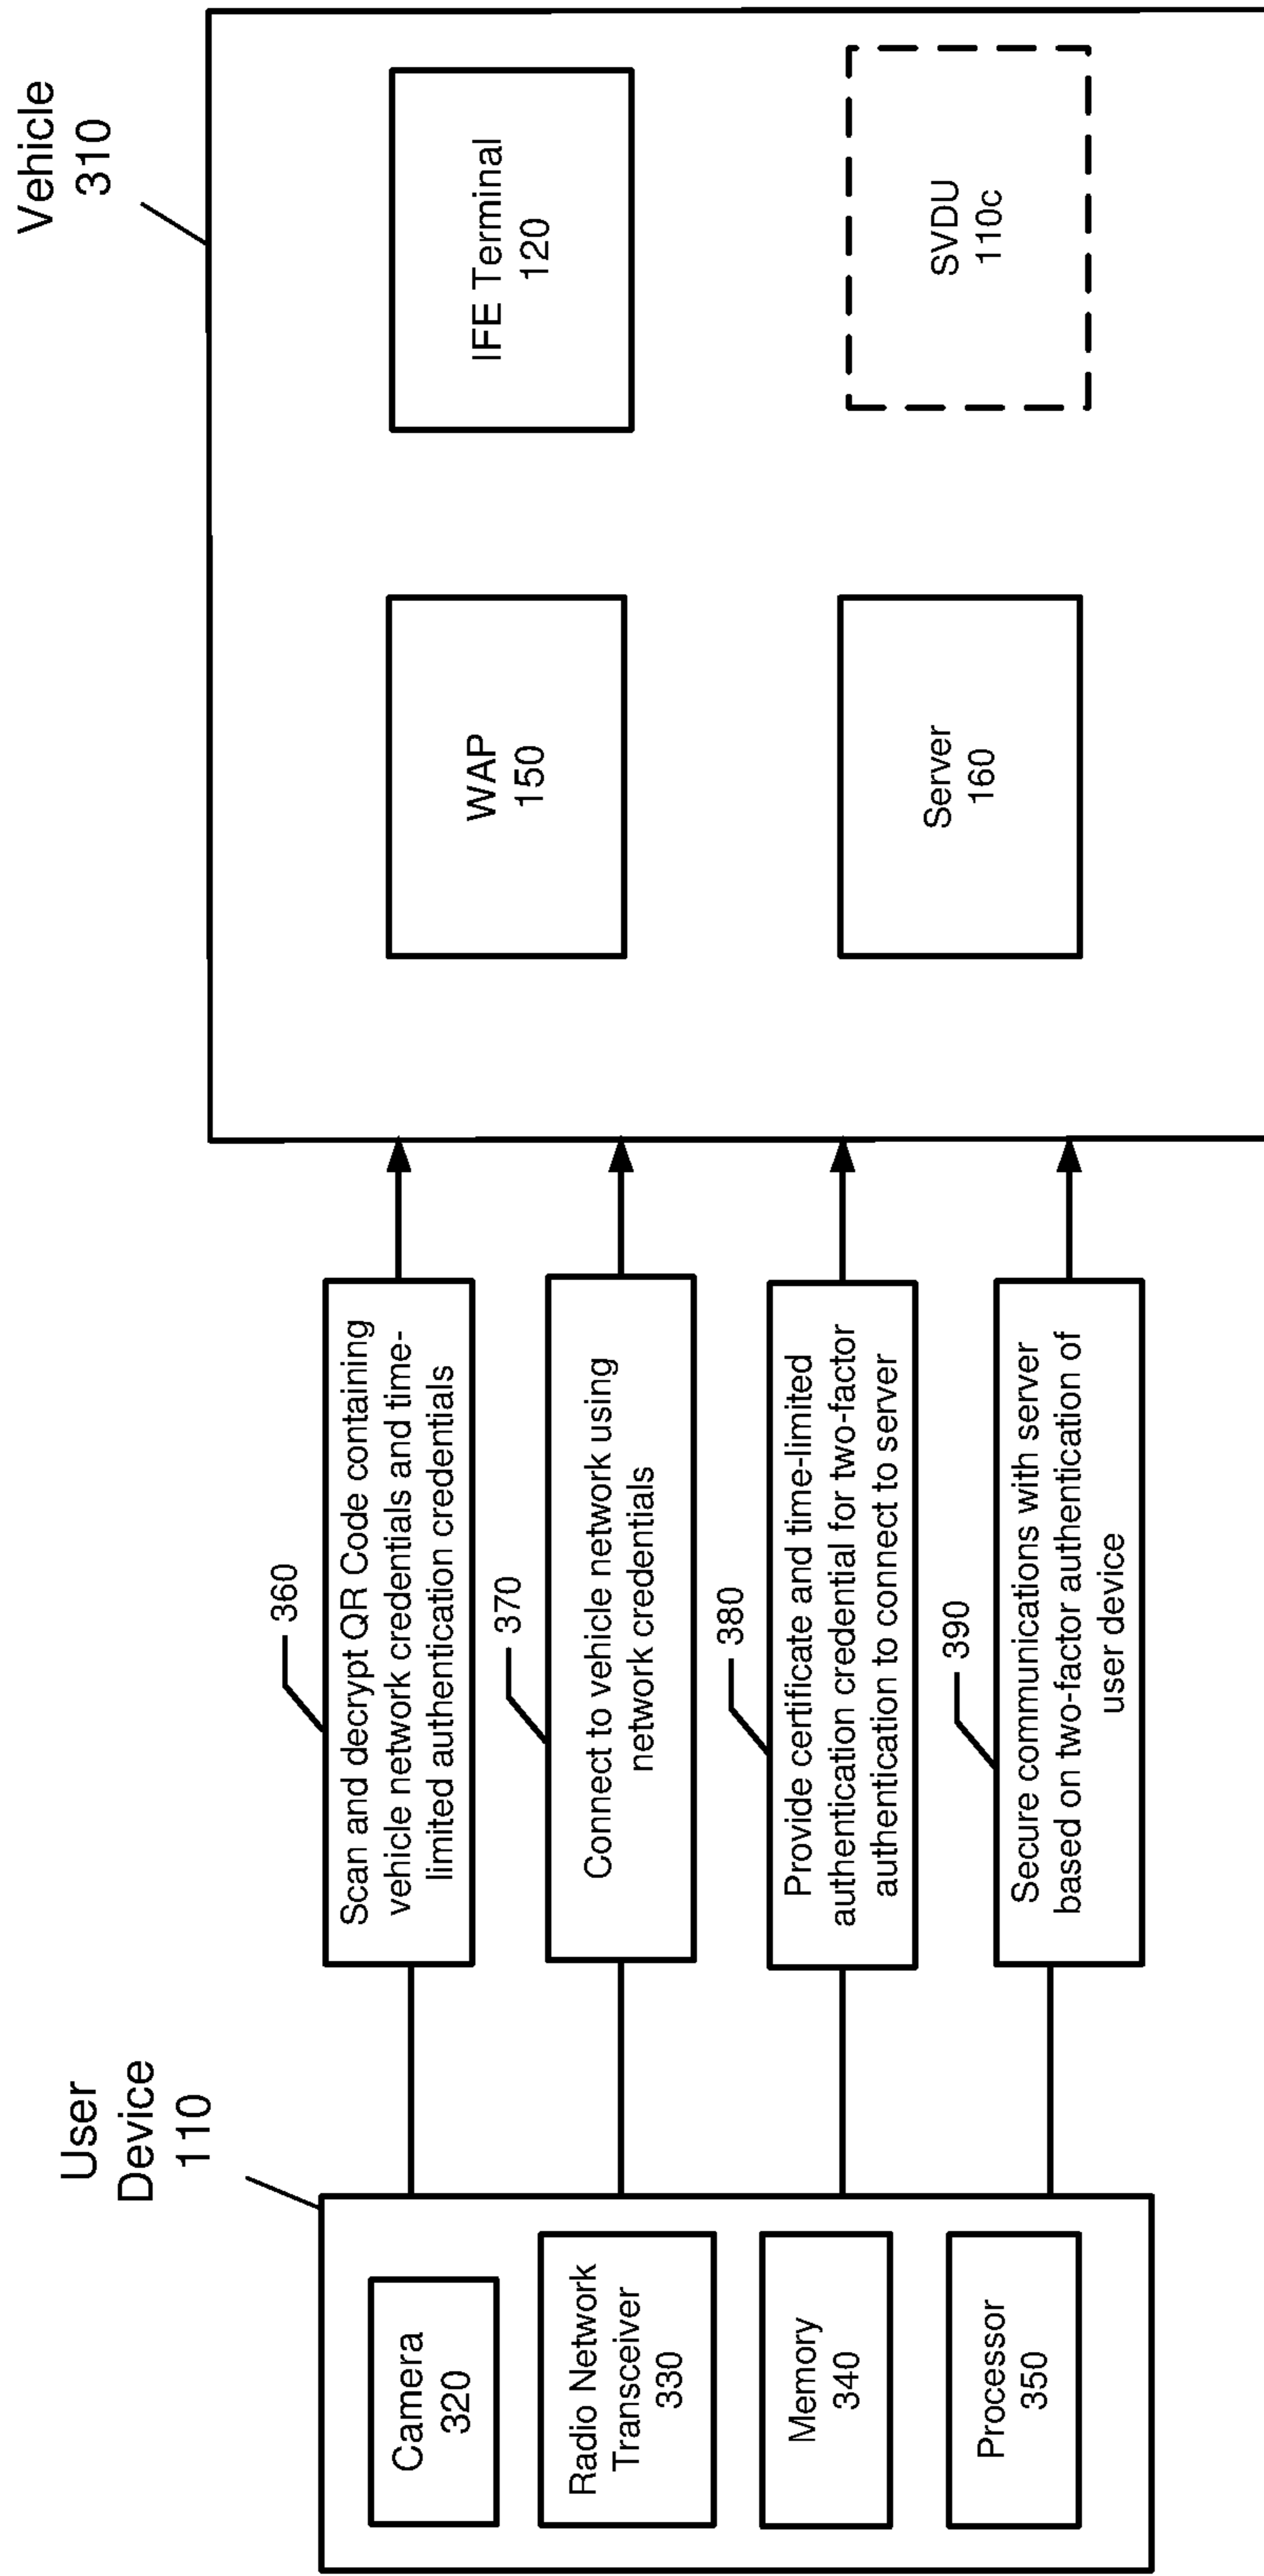 User
Device
110
Camera
320
Radio Network
Transceiver
330
Memory
340
Processor
350
360
Scan and decrypt QR Code containing
vehicle network credentials and time-
limited authentication credentials
370
Connect to vehicle network using
network credentials
380
Provide certificate and time-limited
authentication credential for two-factor
authentication to connect to server
390
Secure communications with server
based on two-factor authentication of
user device
Vehicle
310
WAP
150
IFE Terminal
120
Server
160
SVDU
110c